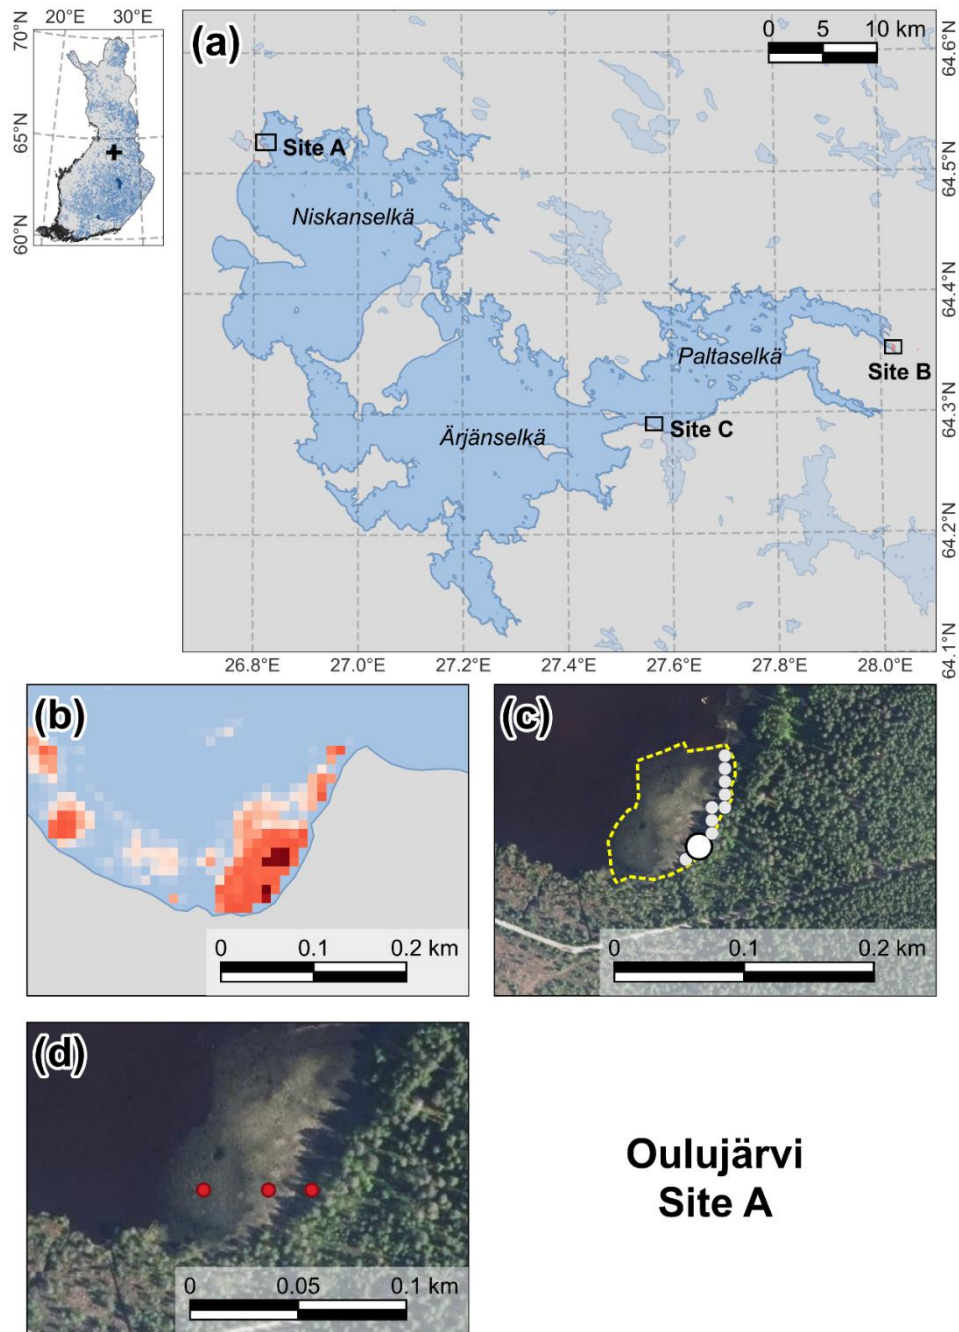 20°E 30°E
70°N
65°N
60°N
(a)
0 5 10 km
64.6°N
Site A
64.5°N
Niskanselkä
64.4°N
Paltaselkä
Site B
64.3°N
Ärjänselkä
Site C
64.2°N
64.1°N
26.8°E 27.0°E 27.2°E 27.4°E 27.6°E 27.8°E 28.0°E
(b)
0 0.1 0.2 km
(c)
0 0.1 0.2 km
(d)
0 0.05 0.1 km
Oulujärvi
Site A